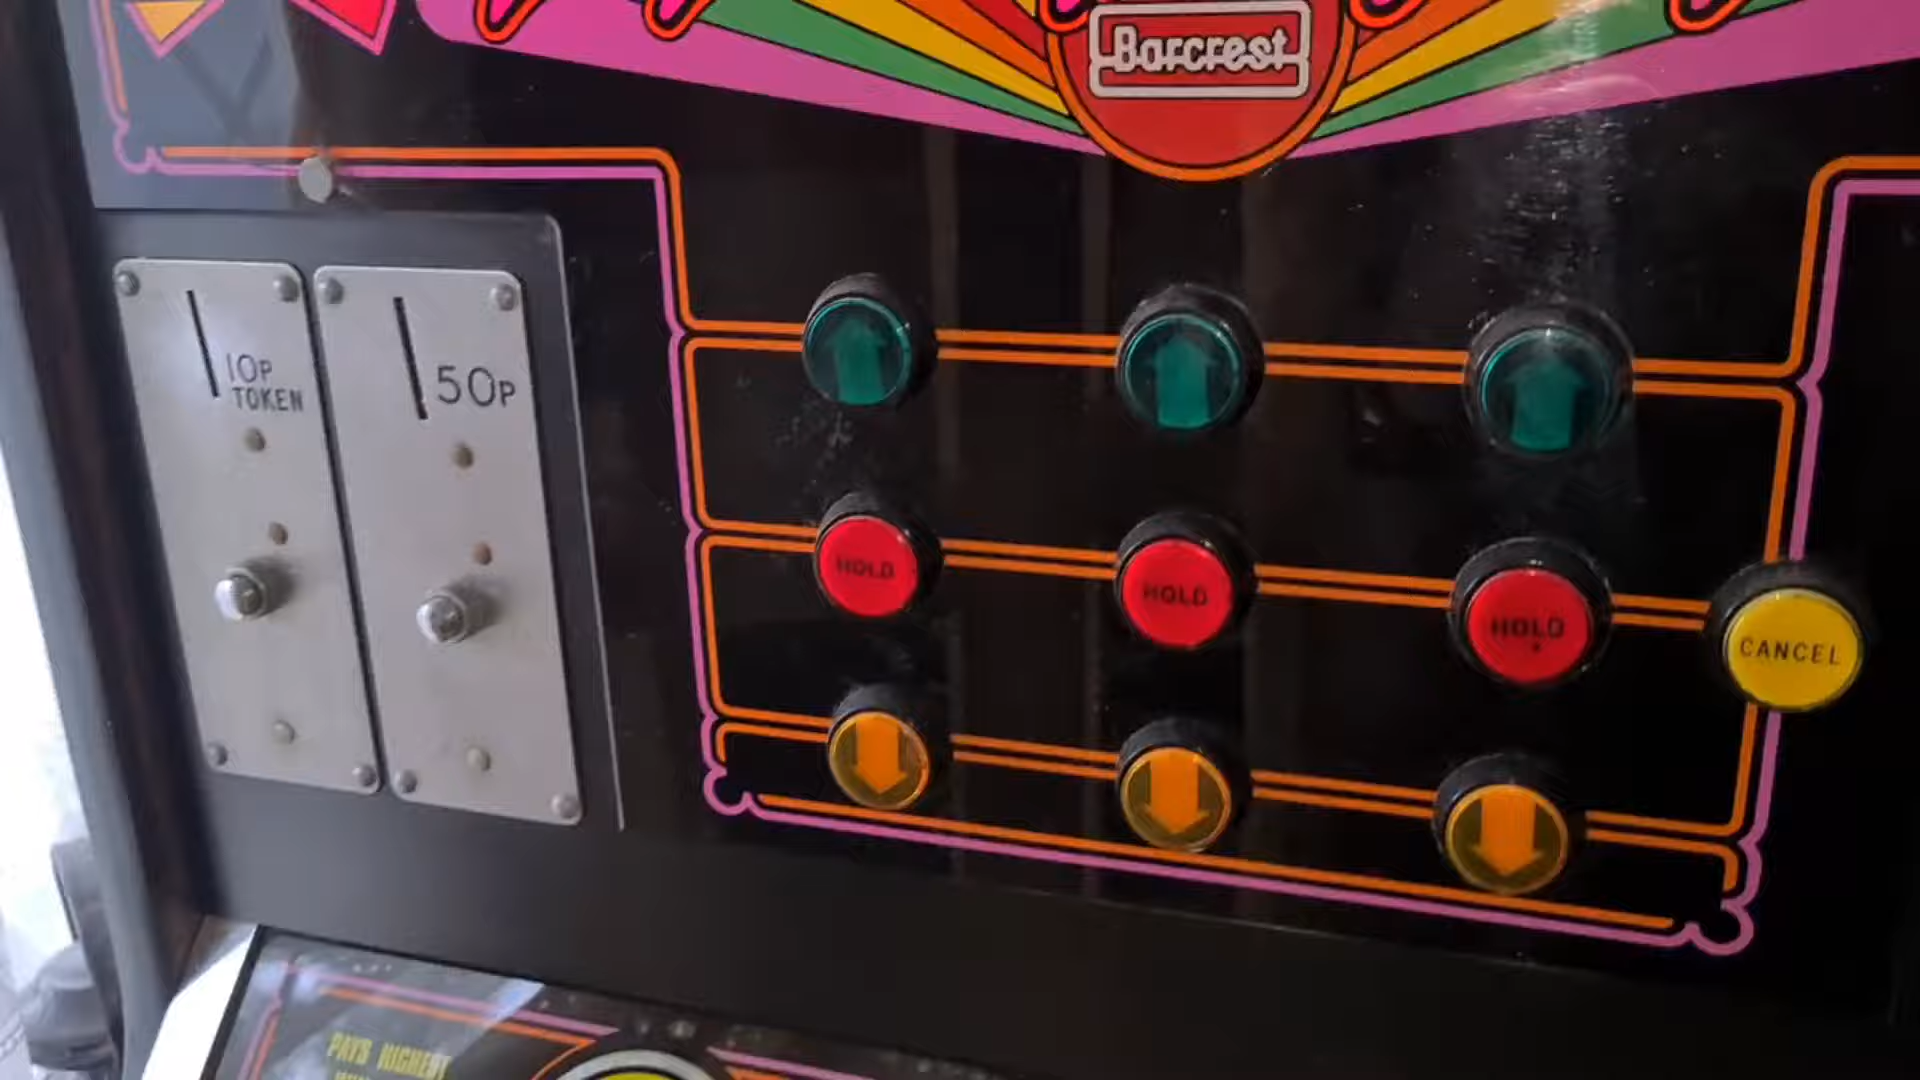 Barcrest
10P
TOKEN
50P
HOLD
HOLD
HOLD
CANCEL
PAYS HIGHEST